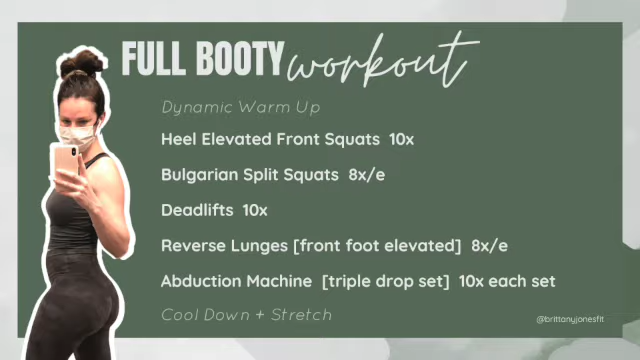 FULL BOOTY workout
Dynamic Warm Up
Heel Elevated Front Squats 10x
Bulgarian Split Squats 8x/e
Deadlifts 10x
Reverse Lunges [front foot elevated] 8x/e
Abduction Machine [triple drop set] 10x each set
Cool Down + Stretch
@brittanyjonesfit